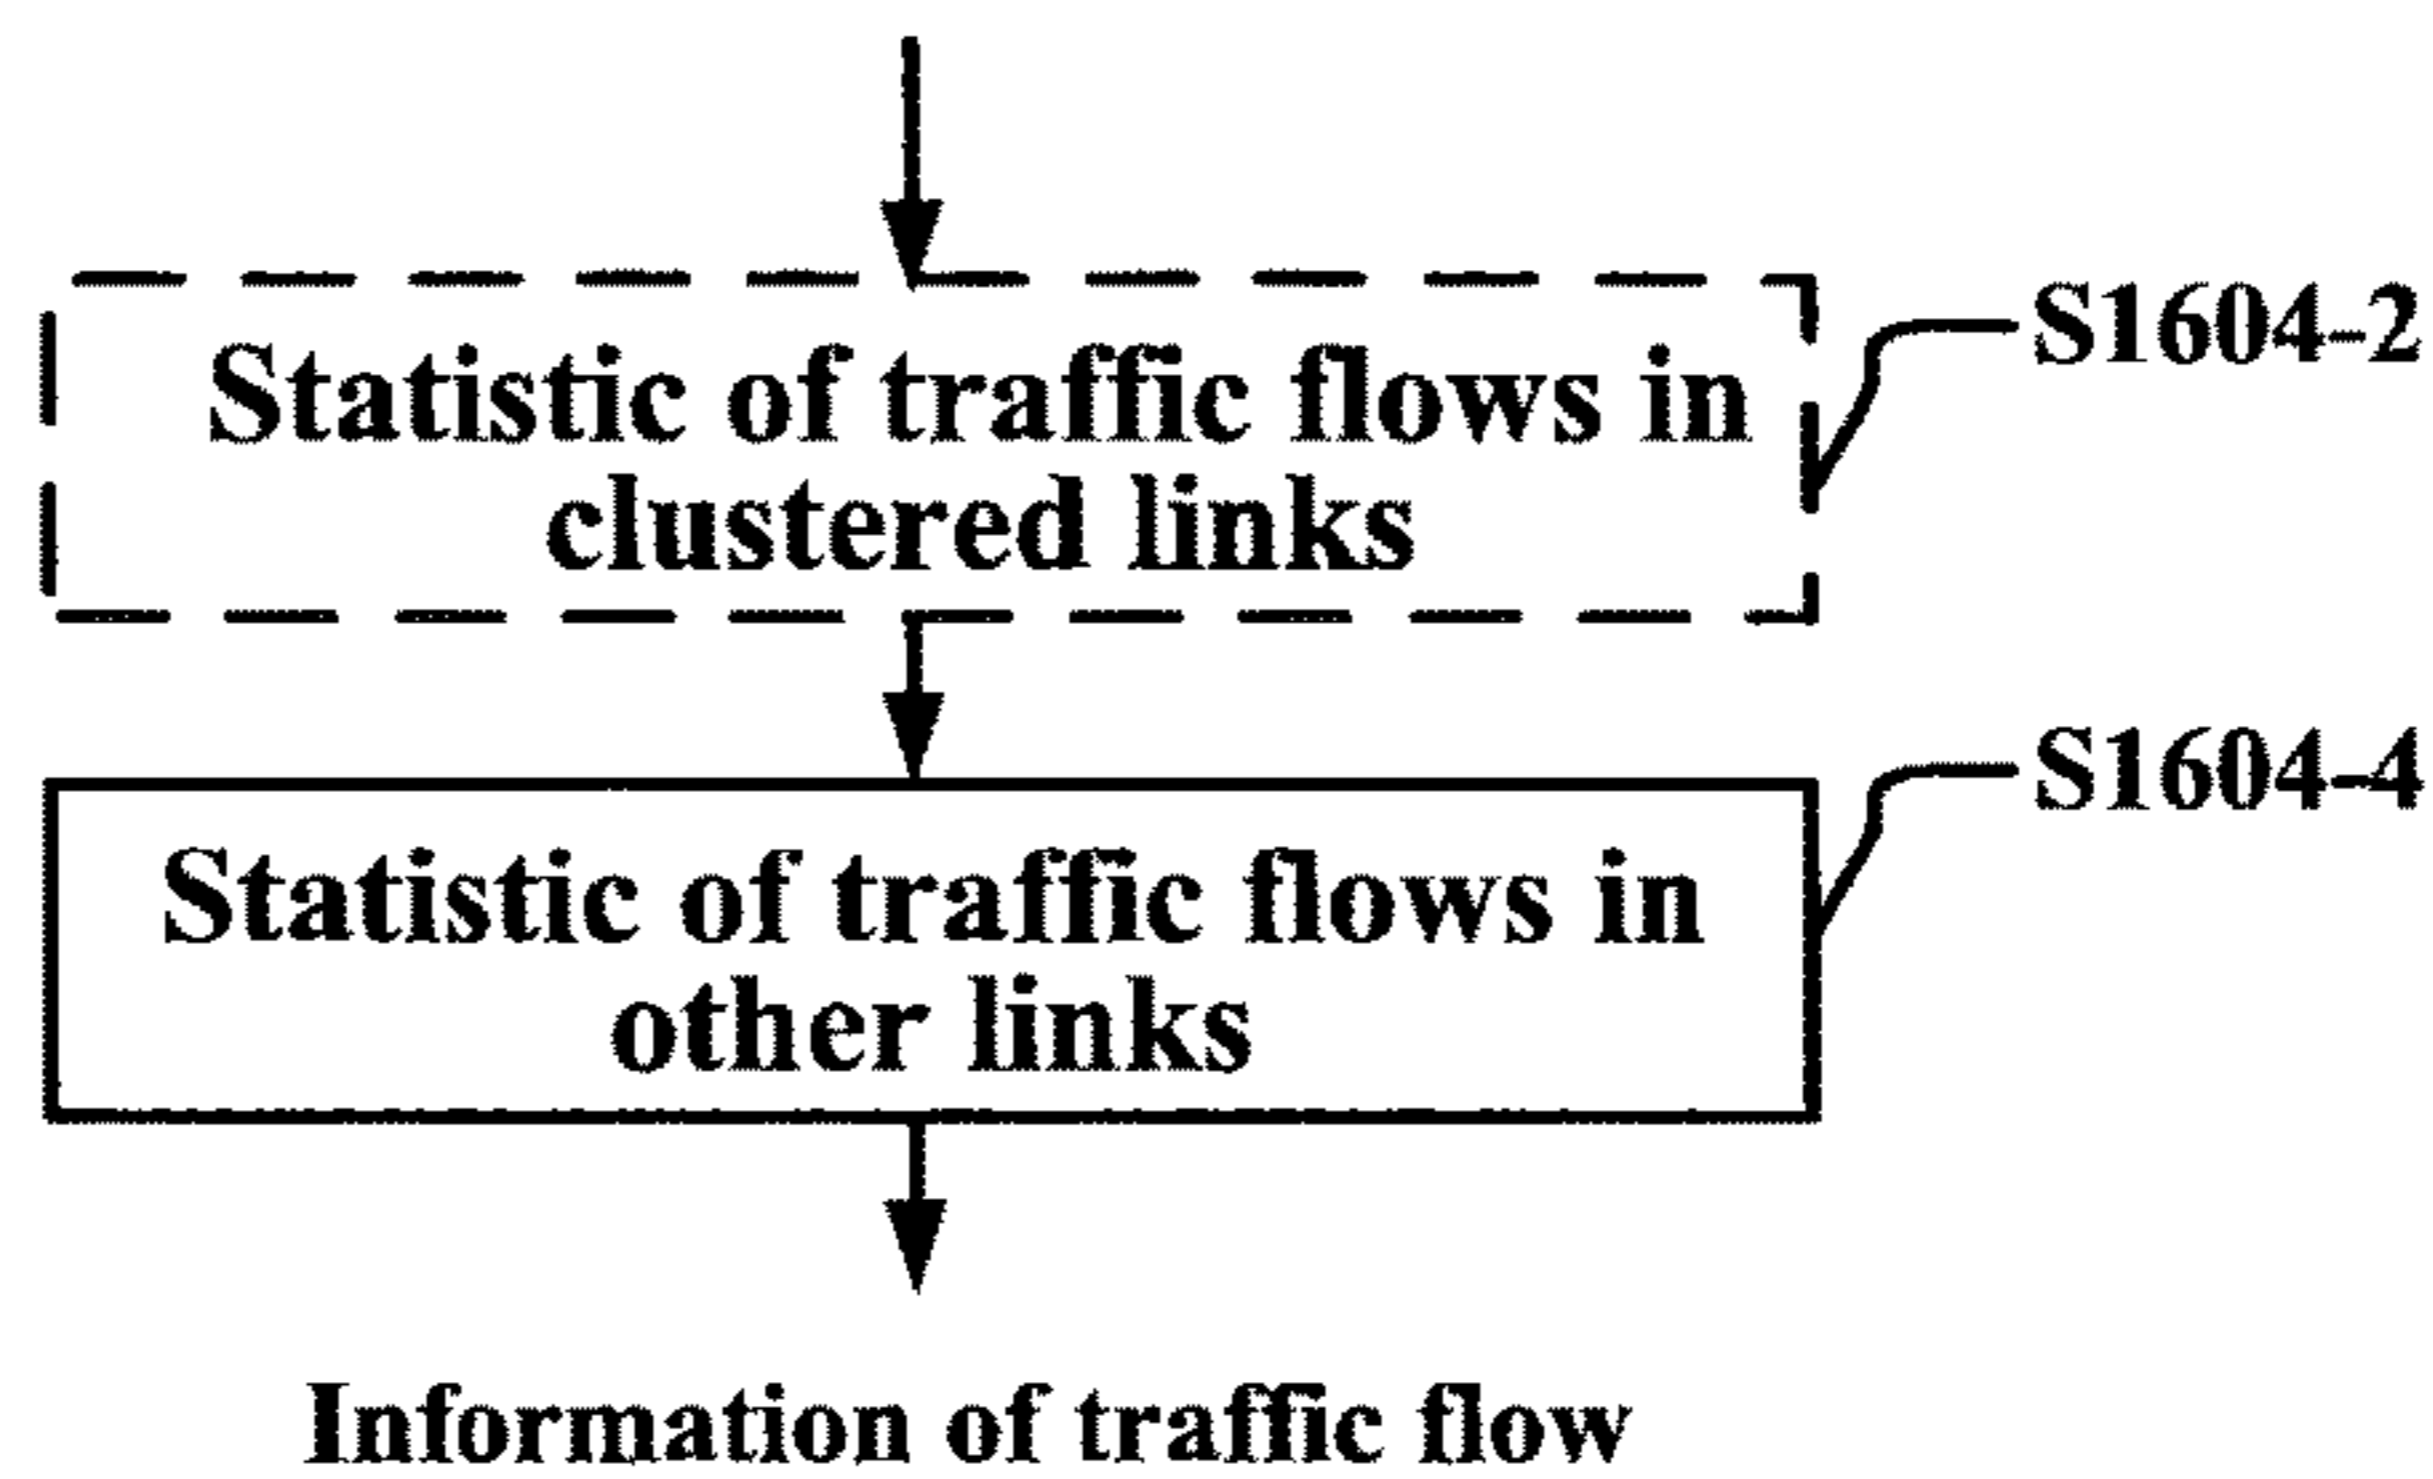 Statistic of traffic flows in
clustered links
S1604-2
Statistic of traffic flows in
other links
S1604-4
Information of traffic flow